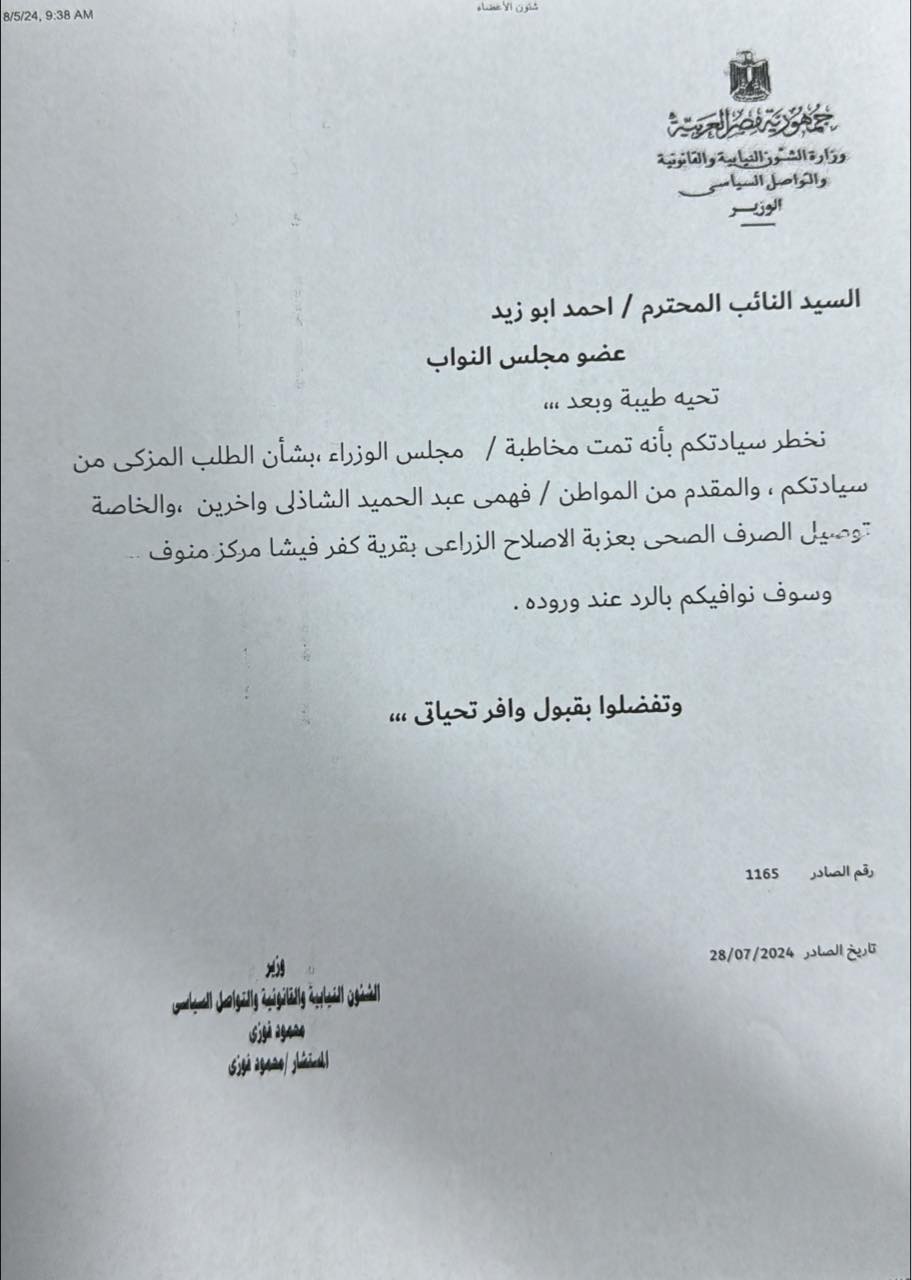 8/5/24, 9:38 AM
شئون الأعضاء
جمهورية مصر العربية
وزارة الشئون النيابية والقانونية
والتواصل السياسى
الوزير
السيد النائب المحترم / احمد ابو زيد
عضو مجلس النواب
تحيه طيبة وبعد ,,,
نخطر سيادتكم بأنه تمت مخاطبة / مجلس الوزراء ،بشأن الطلب المزكى من
سيادتكم ، والمقدم من المواطن / فهمى عبد الحميد الشاذلى واخرين ،والخاصة
توصيل الصرف الصحى بعزبة الاصلاح الزراعى بقرية كفر فيشا مركز منوف
وسوف نوافيكم بالرد عند وروده .
وتفضلوا بقبول وافر تحياتى ,,,
رقم الصادر 1165
تاريخ الصادر 28/07/2024
وزير
الشئون النيابية والقانونية والتواصل السياسى
محمود فوزى
المستشار /محمود فوزى